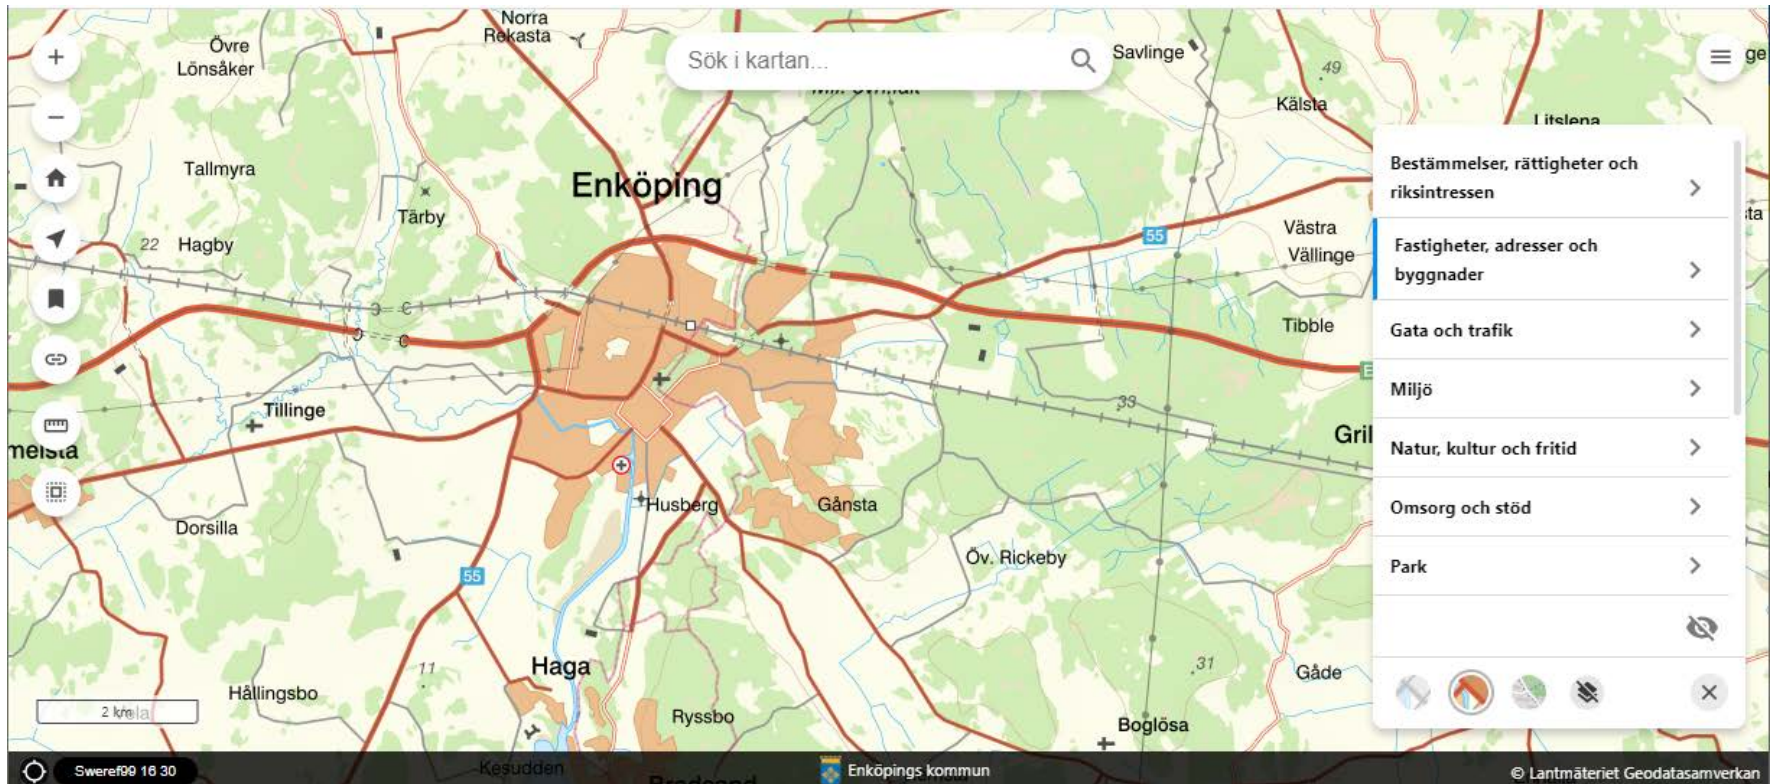 Norra
Rekasta
Övre
Lönsåker
Sök i kartan...
Savlinge
49
Kälsta
Litslena
Tallmyra
Enköping
Tärby
22
Hagby
55
Västra
Vällinge
Tibble
Tillinge
33
Husberg
Gånsta
Dorsilla
Öv. Rickeby
55
Haga
11
31
Gåde
Hållingsbo
Ryssbo
Boglösa
2 km
Bestämmelser, rättigheter och
riksintressen
Fastigheter, adresser och
byggnader
Gata och trafik
Miljö
Natur, kultur och fritid
Omsorg och stöd
Park
Kesudden
Sweref99 16 30
Enköpings kommun
© Lantmäteriet Geodatasamverkan